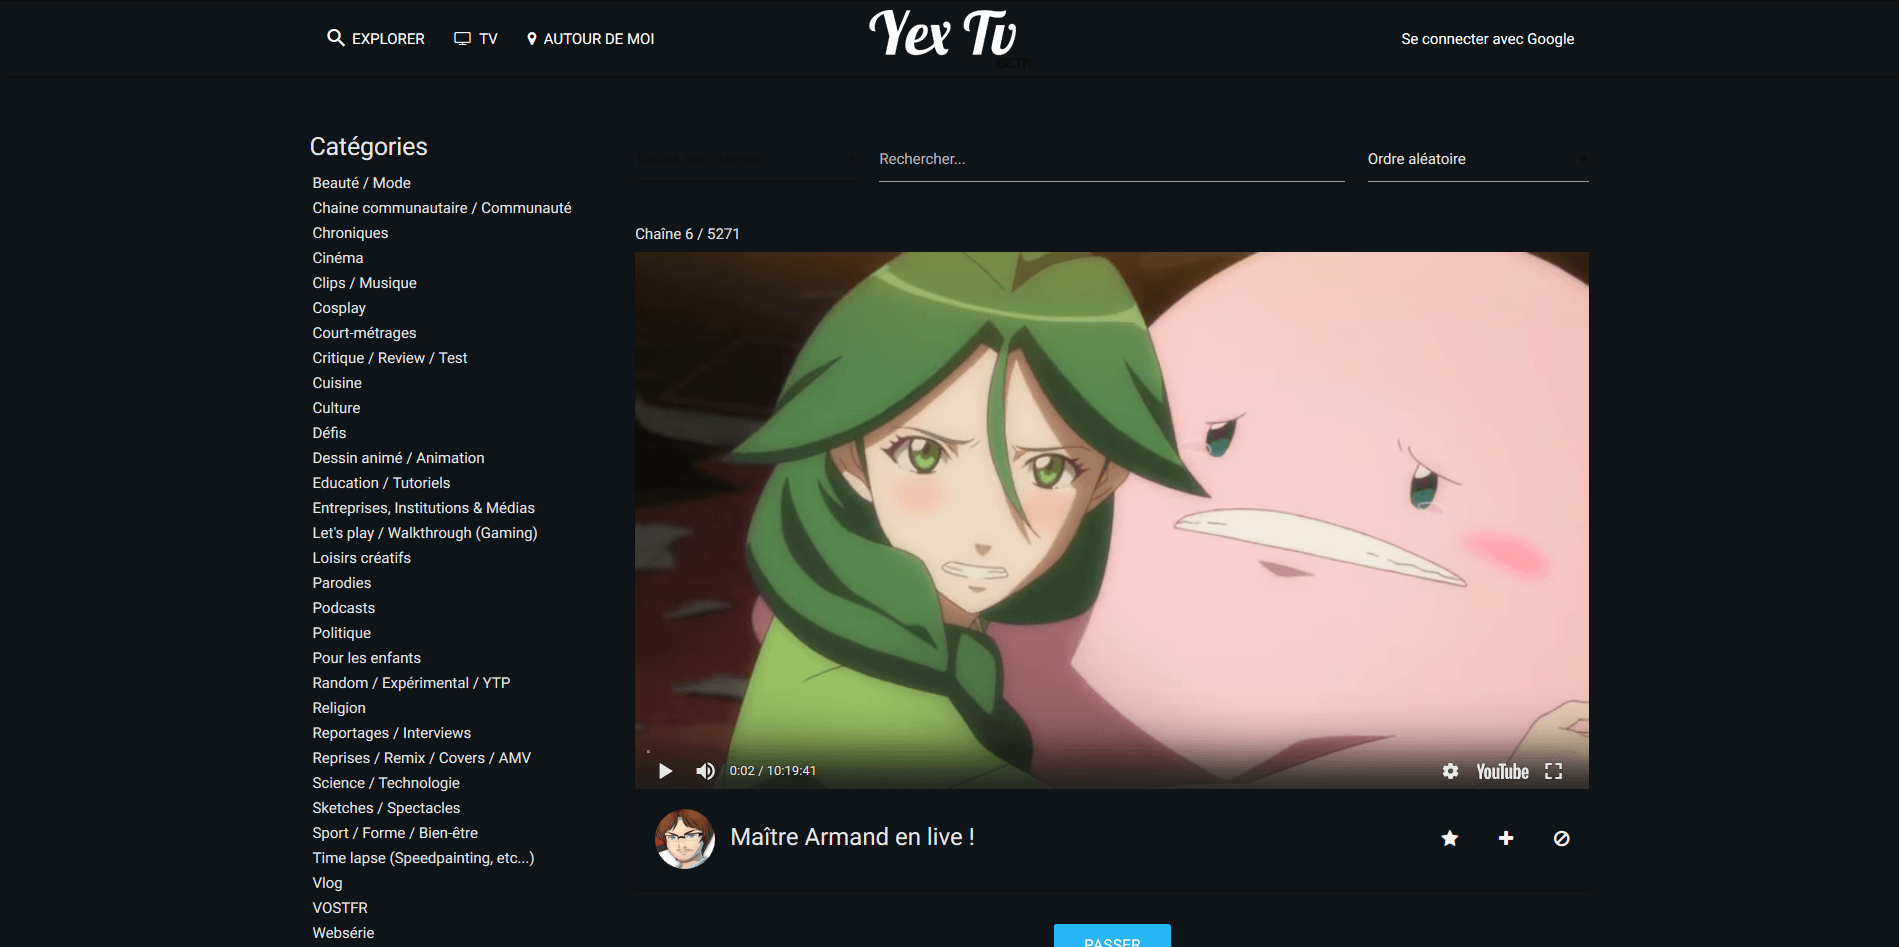 EXPLORER
TV
AUTOUR DE MOI
Yex Tv
BETA
Se connecter avec Google
Catégories
Beauté / Mode
Chaine communautaire / Communauté
Chroniques
Cinéma
Clips / Musique
Cosplay
Court-métrages
Critique / Review / Test
Cuisine
Culture
Défis
Dessin animé / Animation
Education / Tutoriels
Entreprises, Institutions & Médias
Let's play / Walkthrough (Gaming)
Loisirs créatifs
Parodies
Podcasts
Politique
Pour les enfants
Random / Expérimental / YTP
Religion
Reportages / Interviews
Reprises / Remix / Covers / AMV
Science / Technologie
Sketches / Spectacles
Sport / Forme / Bien-être
Time lapse (Speedpainting, etc...)
Vlog
VOSTFR
Websérie
Toutes les chaînes
Rechercher...
Ordre aléatoire
Chaîne 6 / 5271
0:02 / 10:19:41
YouTube
Maître Armand en live !
PASSER